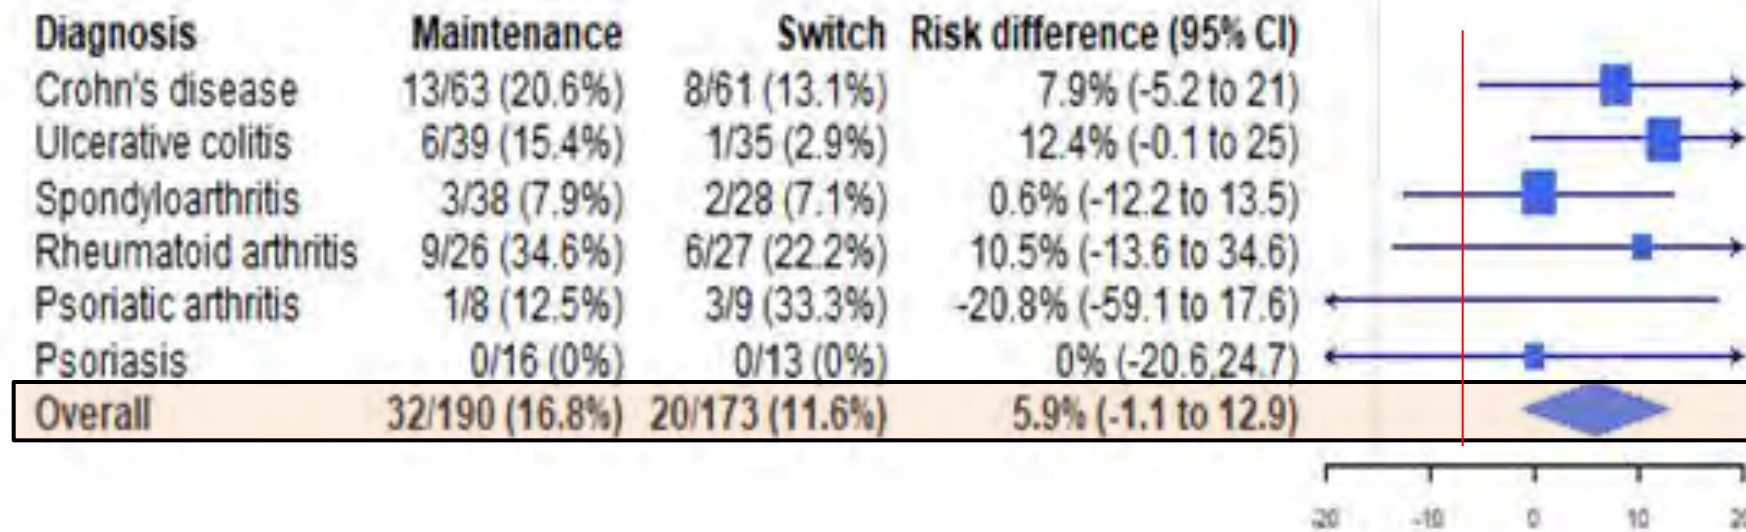 Diagnosis Maintenance Switch Risk difference (95% CI)
Crohn's disease 13/63 (20.6%) 8/61 (13.1%) 7.9% (-5.2 to 21)
Ulcerative colitis 6/39 (15.4%) 1/35 (2.9%) 12.4% (-0.1 to 25)
Spondyloarthritis 3/38 (7.9%) 2/28 (7.1%) 0.6% (-12.2 to 13.5)
Rheumatoid arthritis 9/26 (34.6%) 6/27 (22.2%) 10.5% (-13.6 to 34.6)
Psoriatic arthritis 1/8 (12.5%) 3/9 (33.3%) -20.8% (-59.1 to 17.6)
Psoriasis 0/16 (0%) 0/13 (0%) 0% (-20.6,24.7)
Overall 32/190 (16.8%) 20/173 (11.6%) 5.9% (-1.1 to 12.9)
-20 -10 0 10